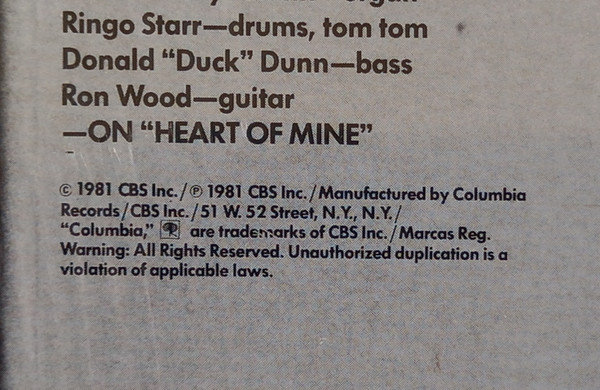 Ringo Starr—drums, tom tom
Donald “Duck” Dunn—bass
Ron Wood—guitar
—ON “HEART OF MINE”
© 1981 CBS Inc./℗ 1981 CBS Inc./Manufactured by Columbia
Records/CBS Inc./51 W. 52 Street, N.Y., N.Y./
“Columbia,” are trademarks of CBS Inc./Marcas Reg.
Warning: All Rights Reserved. Unauthorized duplication is a
violation of applicable laws.